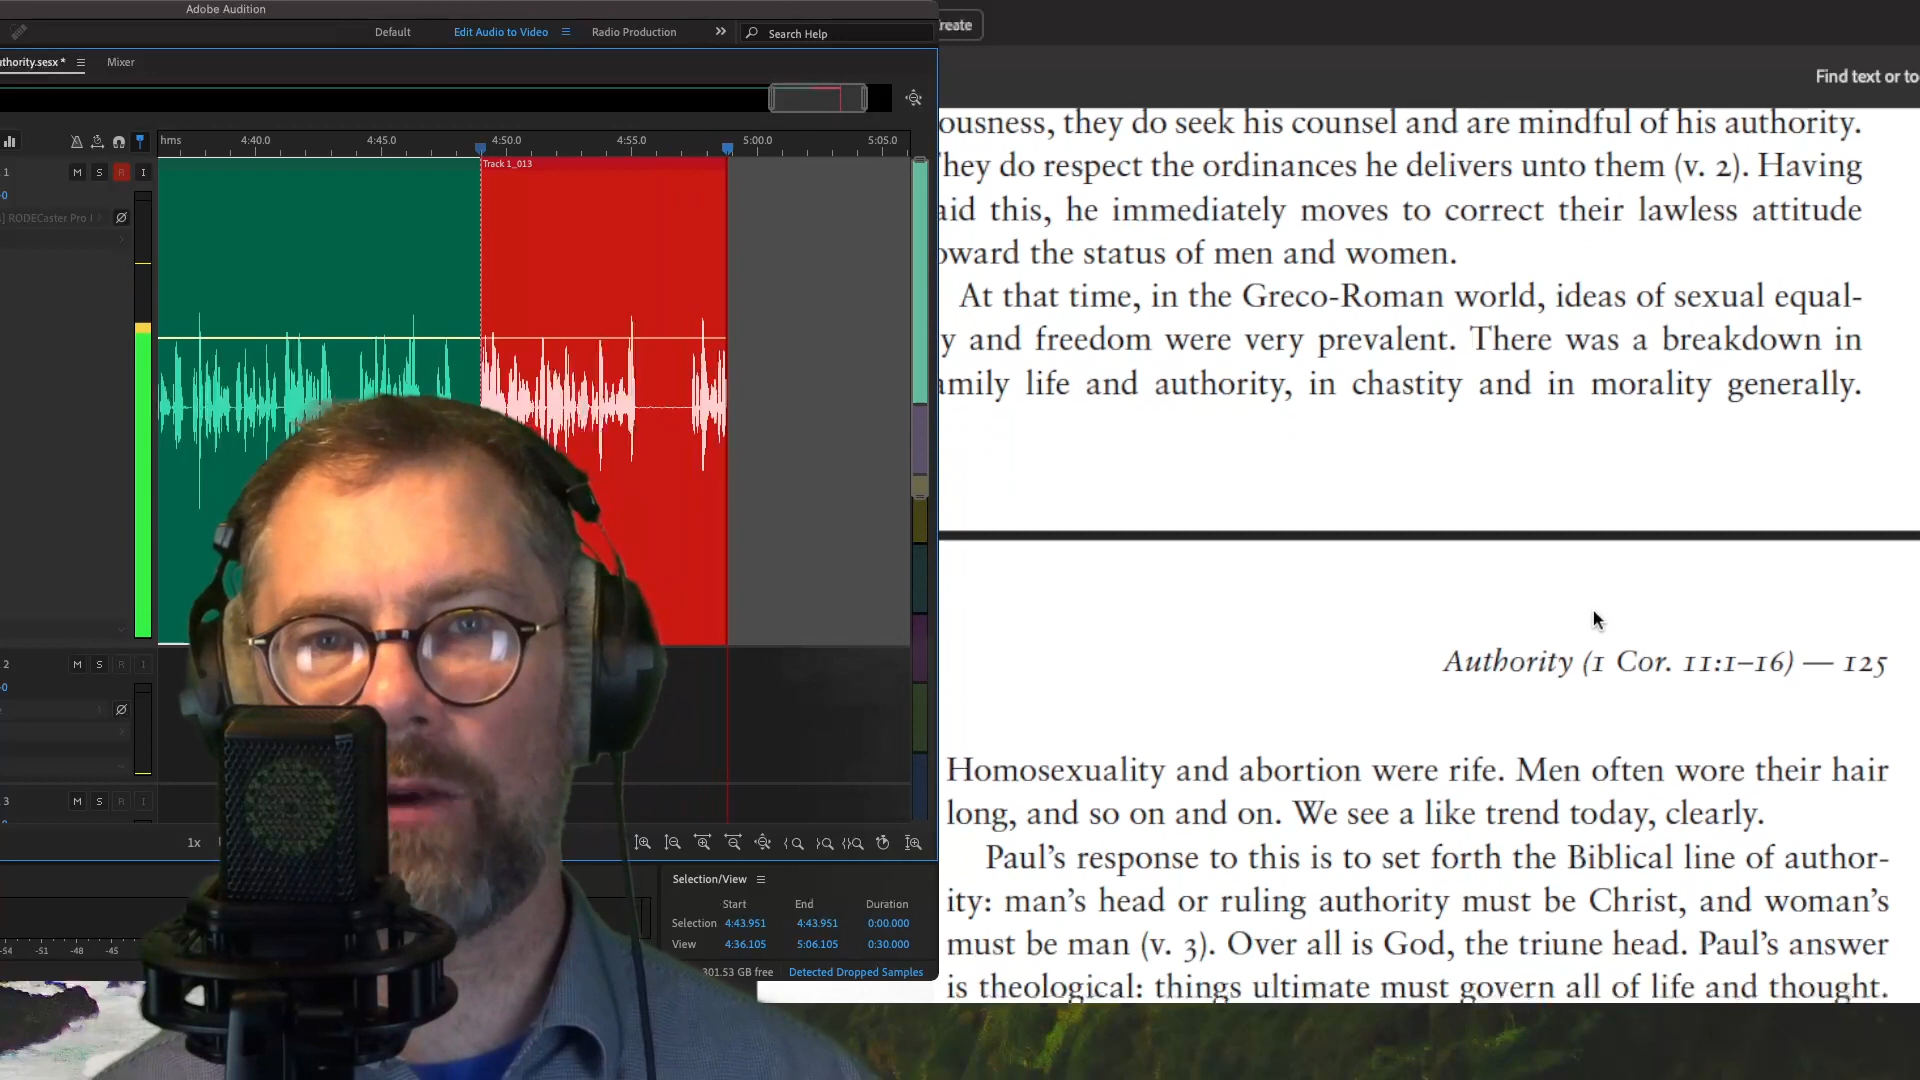 Adobe Audition
Default
Edit Audio to Video
Radio Production
Search Help
reate
thority.sesx *
Mixer
Find text or to
hms
4:40.0
4:45.0
4:50.0
4:55.0
5:00.0
5:05.0
Track 1_013
1
M S R I
-0
] RODECaster Pro I
2
M S R I
-0
3
M S R I
1x
Selection/View
Start End Duration
Selection 4:43.951 4:43.951 0:00.000
View 4:36.105 5:06.105 0:30.000
-54 -51 -48 -45
301.53 GB free
Detected Dropped Samples
ousness, they do seek his counsel and are mindful of his authority.
hey do respect the ordinances he delivers unto them (v. 2). Having
aid this, he immediately moves to correct their lawless attitude
oward the status of men and women.
At that time, in the Greco-Roman world, ideas of sexual equal-
y and freedom were very prevalent. There was a breakdown in
amily life and authority, in chastity and in morality generally.
Authority (1 Cor. 11:1–16) — 125
Homosexuality and abortion were rife. Men often wore their hair
long, and so on and on. We see a like trend today, clearly.
Paul's response to this is to set forth the Biblical line of author-
ity: man's head or ruling authority must be Christ, and woman's
must be man (v. 3). Over all is God, the triune head. Paul's answer
is theological: things ultimate must govern all of life and thought.